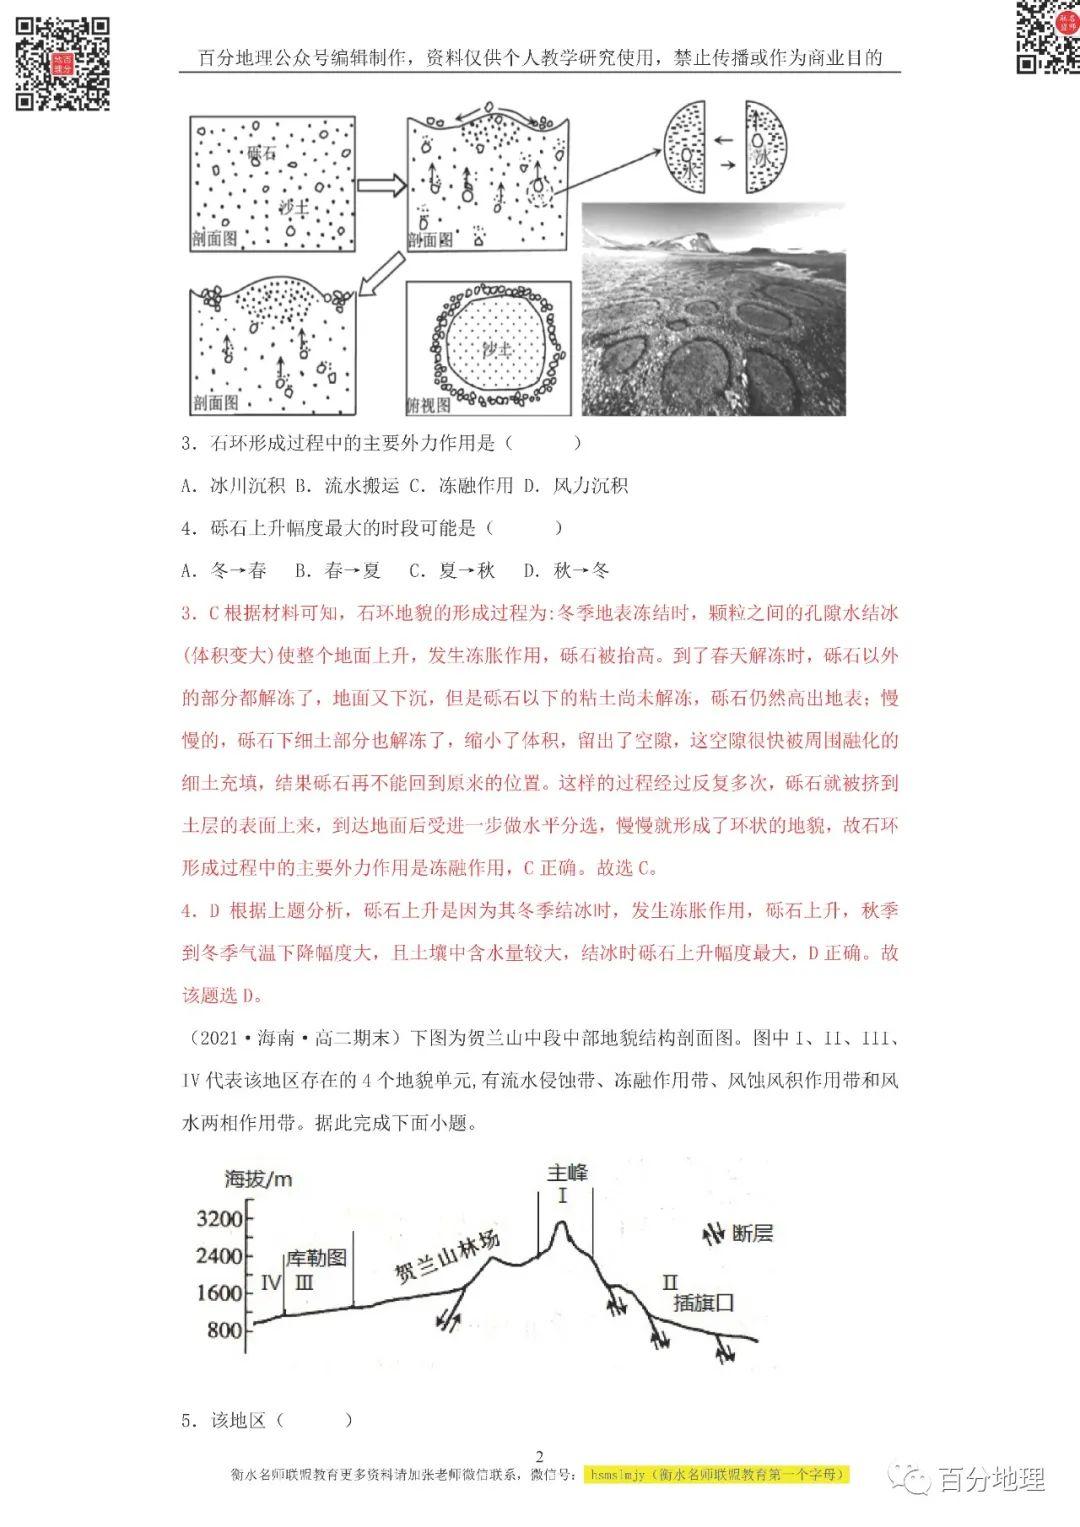 百分地理公众号编辑制作，资料仅供个人教学研究使用，禁止传播或作为商业目的
砾石
沙土
剖面图
剖面图
水
冰
剖面图
沙土
俯视图
3. 石环形成过程中的主要外力作用是（ ）
A. 冰川沉积 B. 流水搬运 C. 冻融作用 D. 风力沉积
4. 砾石上升幅度最大的时段可能是（ ）
A. 冬→春 B. 春→夏 C. 夏→秋 D. 秋→冬
3. C 根据材料可知，石环地貌的形成过程为:冬季地表冻结时，颗粒之间的孔隙水结冰
(体积变大)使整个地面上升，发生冻胀作用，砾石被抬高。到了春天解冻时，砾石以外
的部分都解冻了，地面又下沉，但是砾石以下的粘土尚未解冻，砾石仍然高出地表；慢
慢的，砾石下细土部分也解冻了，缩小了体积，留出了空隙，这空隙很快被周围融化的
细土充填，结果砾石再不能回到原来的位置。这样的过程经过反复多次，砾石就被挤到
土层的表面上来，到达地面后受进一步做水平分选，慢慢就形成了环状的地貌，故石环
形成过程中的主要外力作用是冻融作用，C 正确。故选 C。
4. D 根据上题分析，砾石上升是因为其冬季结冰时，发生冻胀作用，砾石上升，秋季
到冬季气温下降幅度大，且土壤中含水量较大，结冰时砾石上升幅度最大，D 正确。故
该题选 D。
（2021·海南·高二期末）下图为贺兰山中段中部地貌结构剖面图。图中 I、II、III、
IV 代表该地区存在的 4 个地貌单元,有流水侵蚀带、冻融作用带、风蚀风积作用带和风
水两相作用带。据此完成下面小题。
海拔/m
主峰
I
3200
2400
1600
800
库勒图
IV
III
贺兰山林场
断层
II
插旗口
5. 该地区（ ）
2
衡水名师联盟教育更多资料请加张老师微信联系，微信号： hsmslmjy（衡水名师联盟教育第一个字母）
百分地理